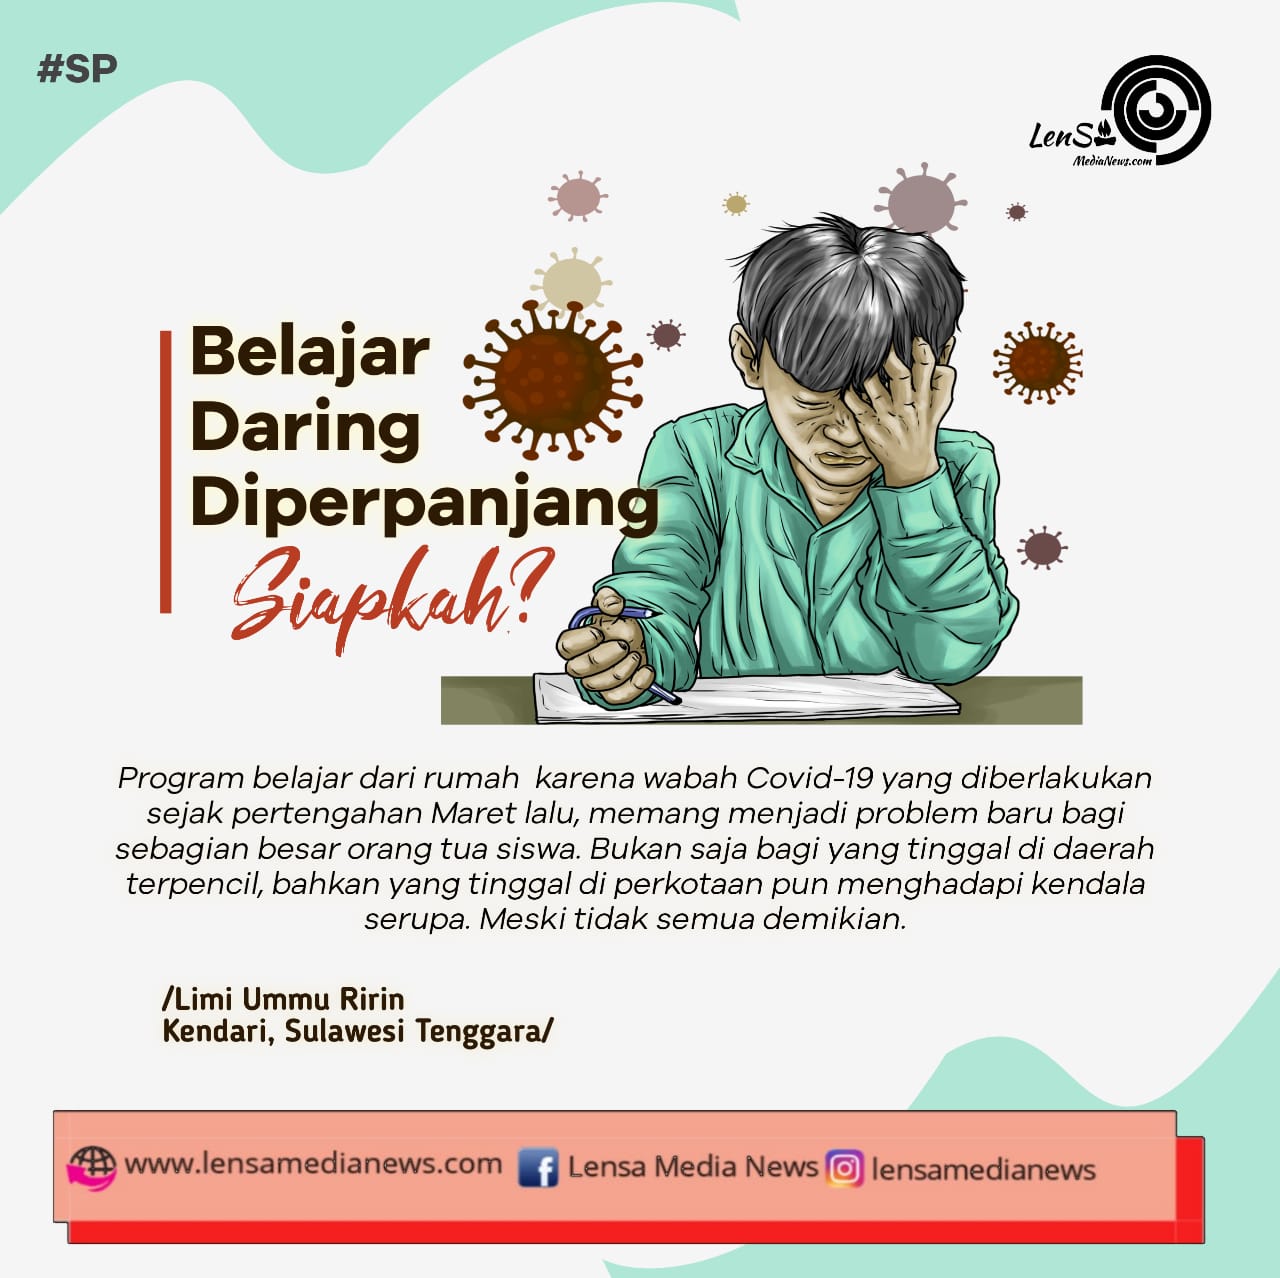 #SP
LenSa
MediaNews.com
Belajar
Daring
Diperpanjang
Siapkah?
Program belajar dari rumah karena wabah Covid-19 yang diberlakukan
sejak pertengahan Maret lalu, memang menjadi problem baru bagi
sebagian besar orang tua siswa. Bukan saja bagi yang tinggal di daerah
terpencil, bahkan yang tinggal di perkotaan pun menghadapi kendala
serupa. Meski tidak semua demikian.
/Limi Ummu Ririn
Kendari, Sulawesi Tenggara/
www.lensamedianews.com Lensa Media News lensamedianews